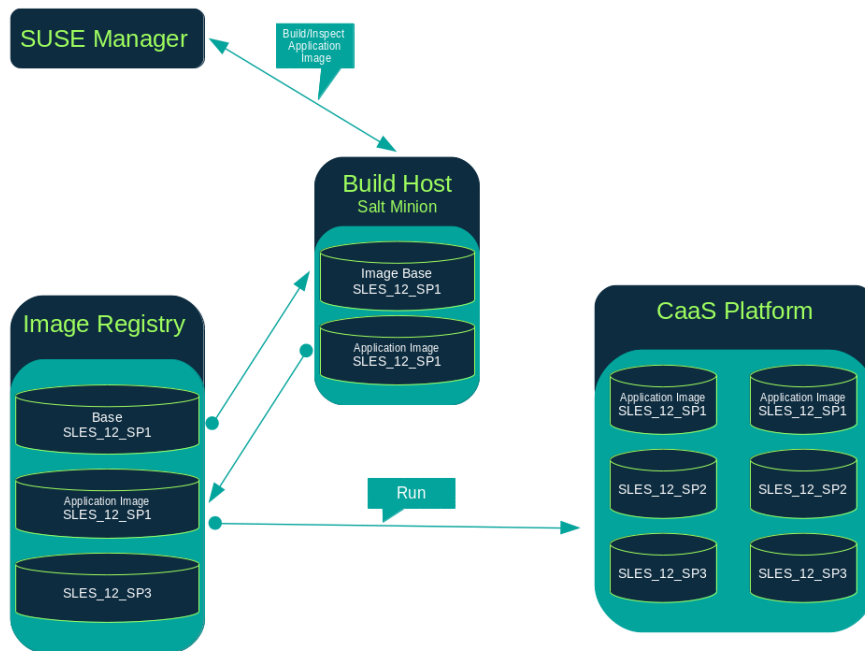 SUSE Manager
Build/Inspect
Application
Image
Build Host
Salt Minion
Image Base
SLES_12_SP1
Application Image
SLES_12_SP1
Image Registry
Base
SLES_12_SP1
Application Image
SLES_12_SP1
SLES_12_SP3
Run
CaaS Platform
Application Image
SLES_12_SP1
Application Image
SLES_12_SP1
SLES_12_SP2
SLES_12_SP2
SLES_12_SP3
SLES_12_SP3